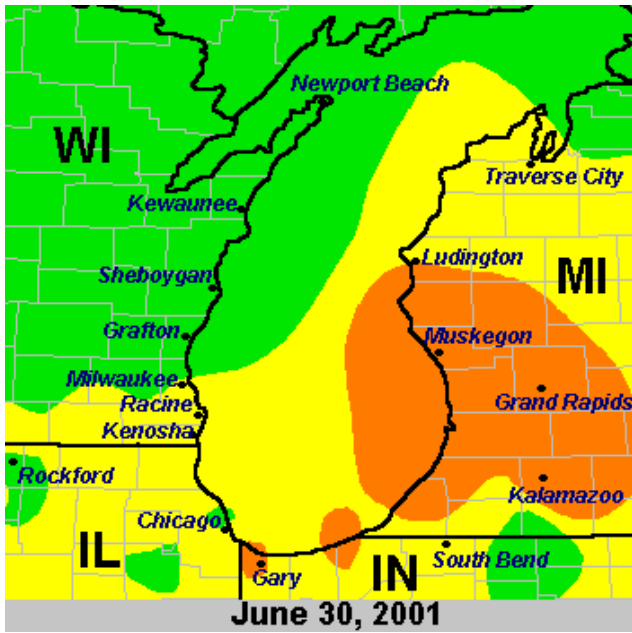 Newport Beach
WI
Traverse City
Kewaunee
Ludington
Sheboygan
MI
Grafton
Muskegon
Milwaukee
Racine
Grand Rapids
Kenosha
Rockford
Kalamazoo
Chicago
IL
South Bend
Gary
IN
June 30, 2001